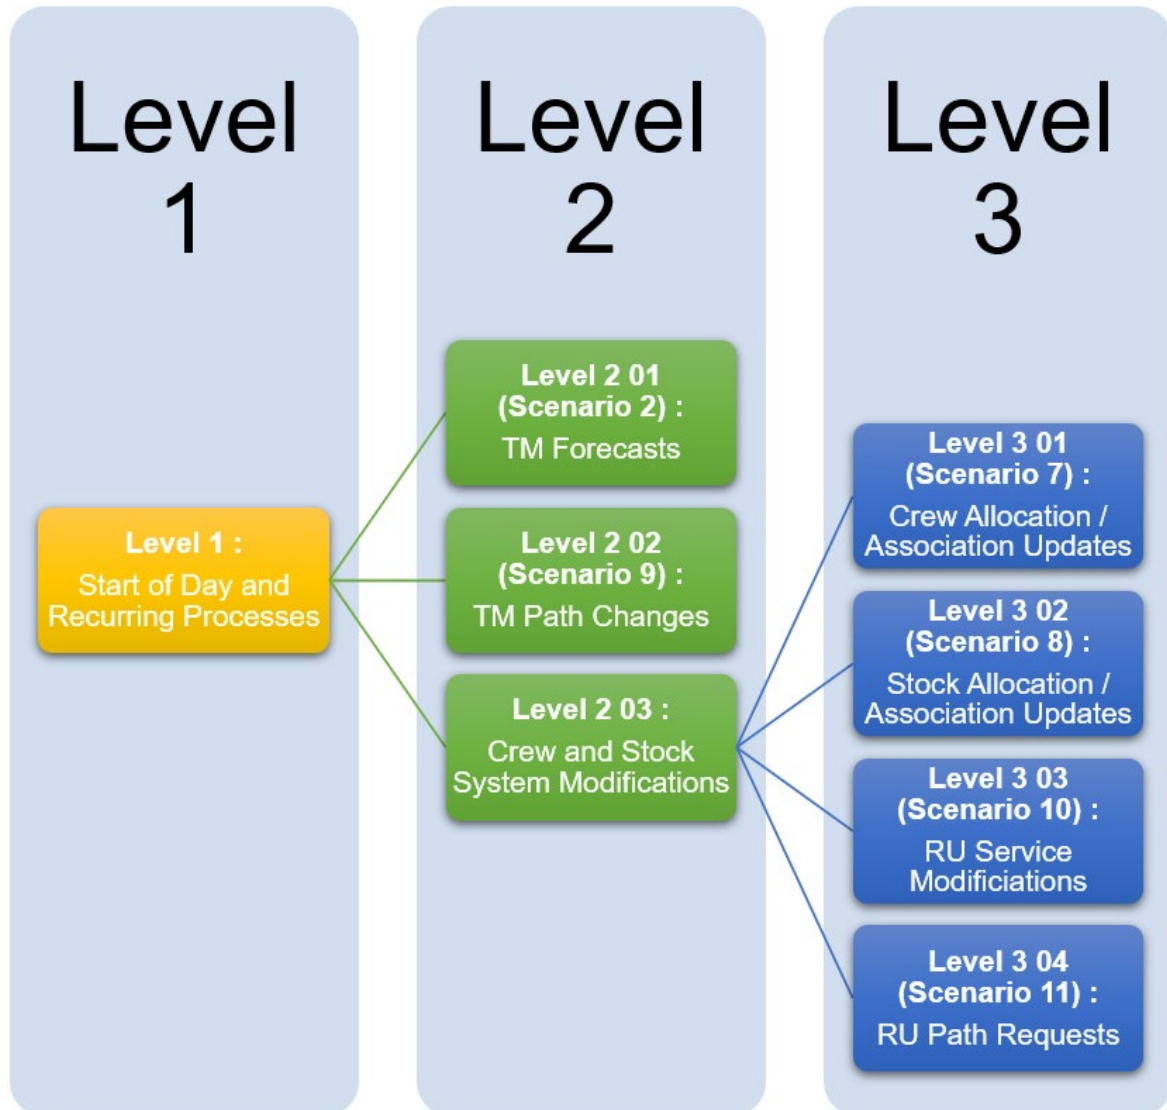 Level
1
Level
2
Level
3
Level 1 :
Start of Day and
Recurring Processes
Level 2 01
(Scenario 2) :
TM Forecasts
Level 2 02
(Scenario 9) :
TM Path Changes
Level 2 03 :
Crew and Stock
System Modifications
Level 3 01
(Scenario 7) :
Crew Allocation /
Association Updates
Level 3 02
(Scenario 8) :
Stock Allocation /
Association Updates
Level 3 03
(Scenario 10) :
RU Service
Modificiations
Level 3 04
(Scenario 11) :
RU Path Requests